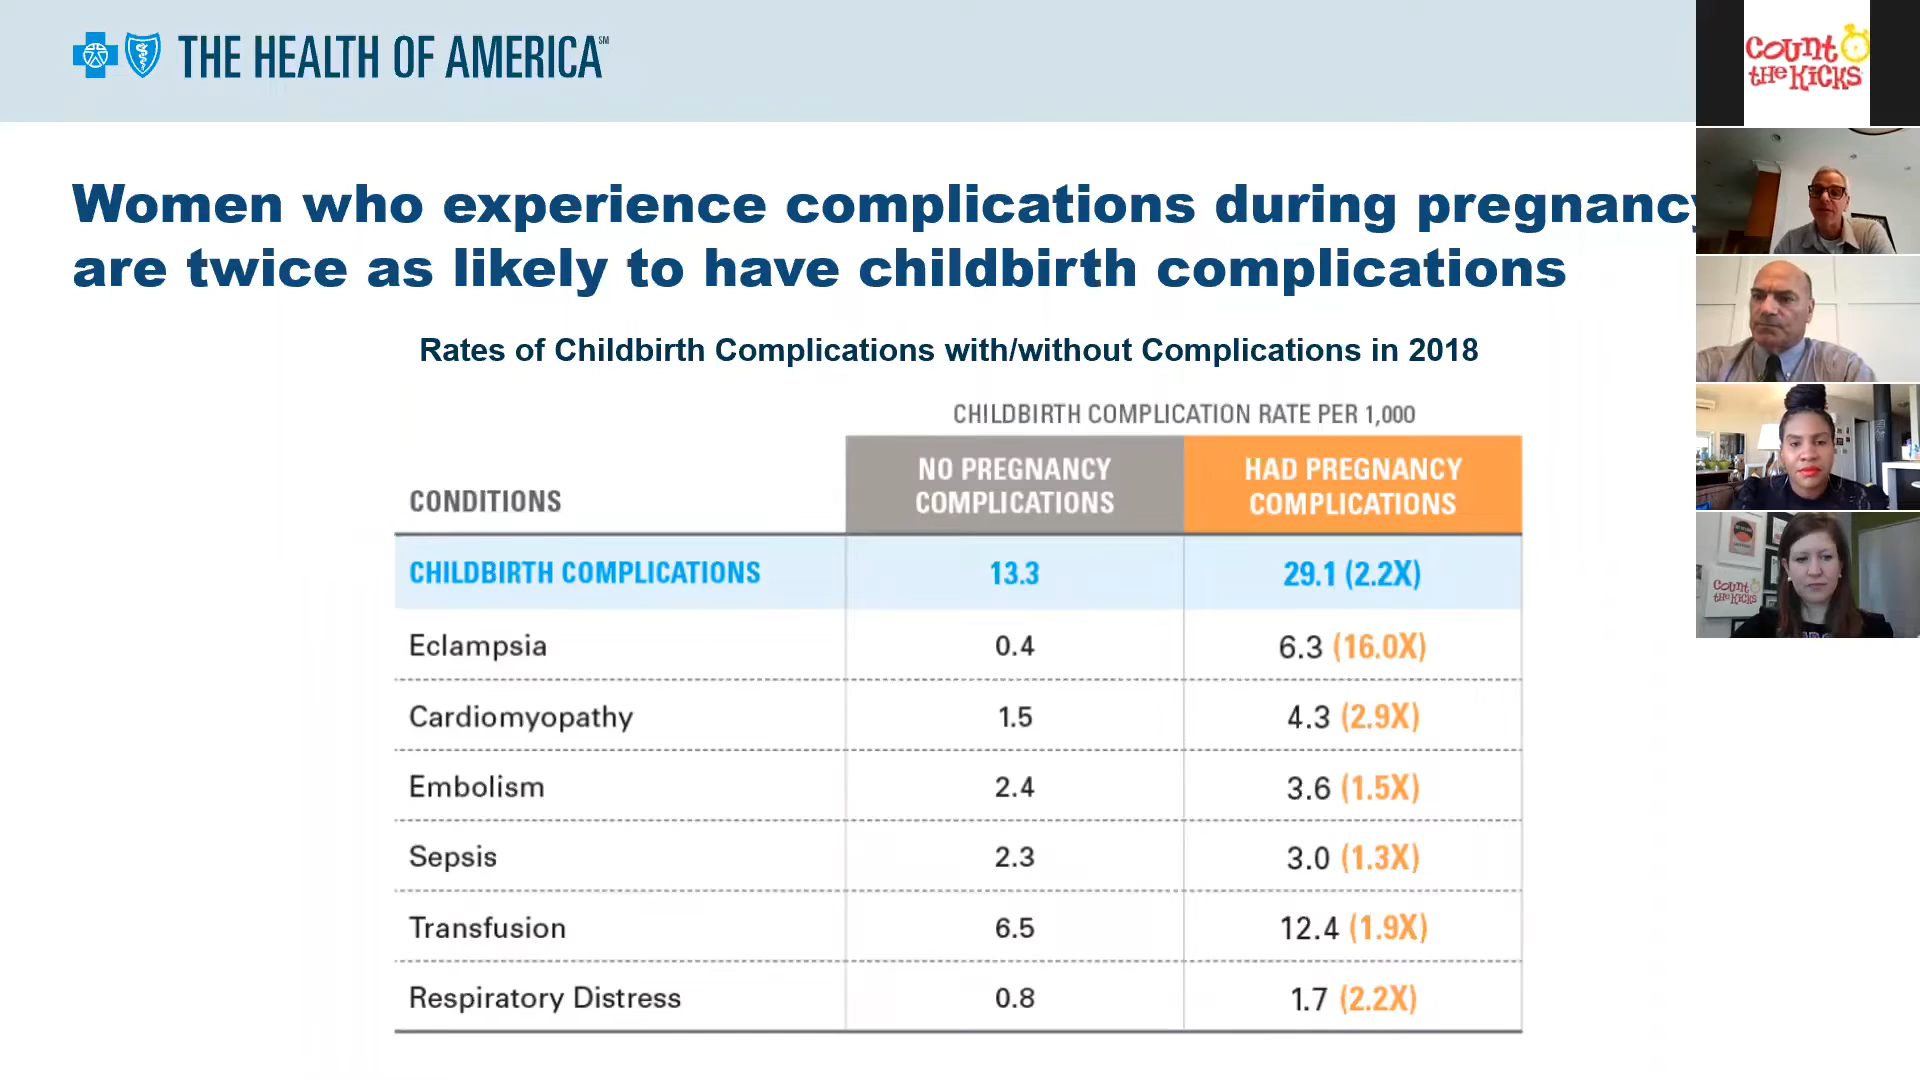 THE HEALTH OF AMERICA℠
Count
the Kicks
Women who experience complications during pregnancy
are twice as likely to have childbirth complications
Rates of Childbirth Complications with/without Complications in 2018
CHILDBIRTH COMPLICATION RATE PER 1,000
CONDITIONS
NO PREGNANCY
COMPLICATIONS
HAD PREGNANCY
COMPLICATIONS
CHILDBIRTH COMPLICATIONS 13.3 29.1 (2.2X)
Eclampsia 0.4 6.3 (16.0X)
Cardiomyopathy 1.5 4.3 (2.9X)
Embolism 2.4 3.6 (1.5X)
Sepsis 2.3 3.0 (1.3X)
Transfusion 6.5 12.4 (1.9X)
Respiratory Distress 0.8 1.7 (2.2X)
Count
the Kicks